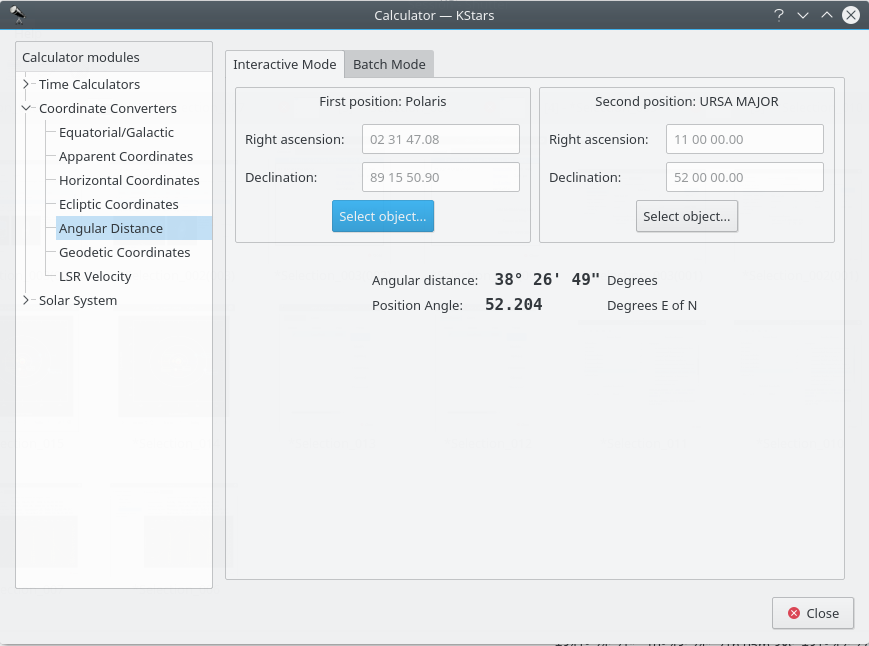 Calculator — KStars
Calculator modules
Time Calculators
Coordinate Converters
Equatorial/Galactic
Apparent Coordinates
Horizontal Coordinates
Ecliptic Coordinates
Angular Distance
Geodetic Coordinates
LSR Velocity
Solar System
Interactive Mode Batch Mode
First position: Polaris
Right ascension: 02 31 47.08
Declination: 89 15 50.90
Select object...
Second position: URSA MAJOR
Right ascension: 11 00 00.00
Declination: 52 00 00.00
Select object...
Angular distance: 38° 26' 49" Degrees
Position Angle: 52.204 Degrees E of N
Close